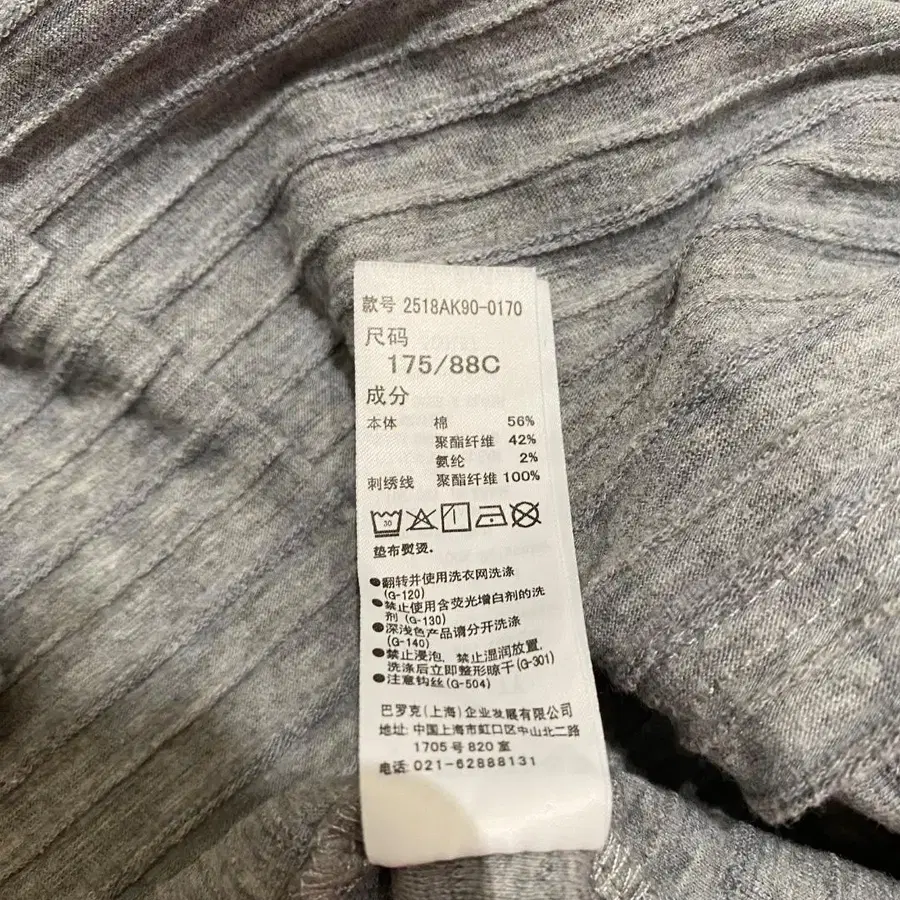 款号 2518AK90-0170
尺码
175/88C
成分
本体 棉 56%
聚酯纤维 42%
氨纶 2%
刺绣线 聚酯纤维 100%
30
垫布熨烫.
●翻转并使用洗衣网洗涤
(G-120)
●禁止使用含荧光增白剂的洗
剂 (G-130)
●深浅色产品请分开洗涤
(G-140)
●禁止浸泡, 禁止湿润放置,
洗涤后立即整形晾干(G-301)
●注意钩丝(G-504)
巴罗克(上海)企业发展有限公司
地址: 中国上海市虹口区中山北二路
1705号820室
电话: 021-62888131